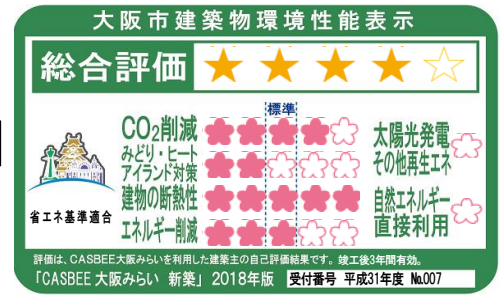 大阪市建築物環境性能表示
総合評価
標準
CO2削減
みどり・ヒート
アイランド対策
建物の断熱性
エネルギー削減
太陽光発電
その他再生エネ
自然エネルギー
直接利用
省エネ基準適合
評価は、CASBEE大阪みらいを利用した建築主の自己評価結果です。竣工後3年間有効。
「CASBEE大阪みらい 新築」2018年版 受付番号 平成31年度 No.007